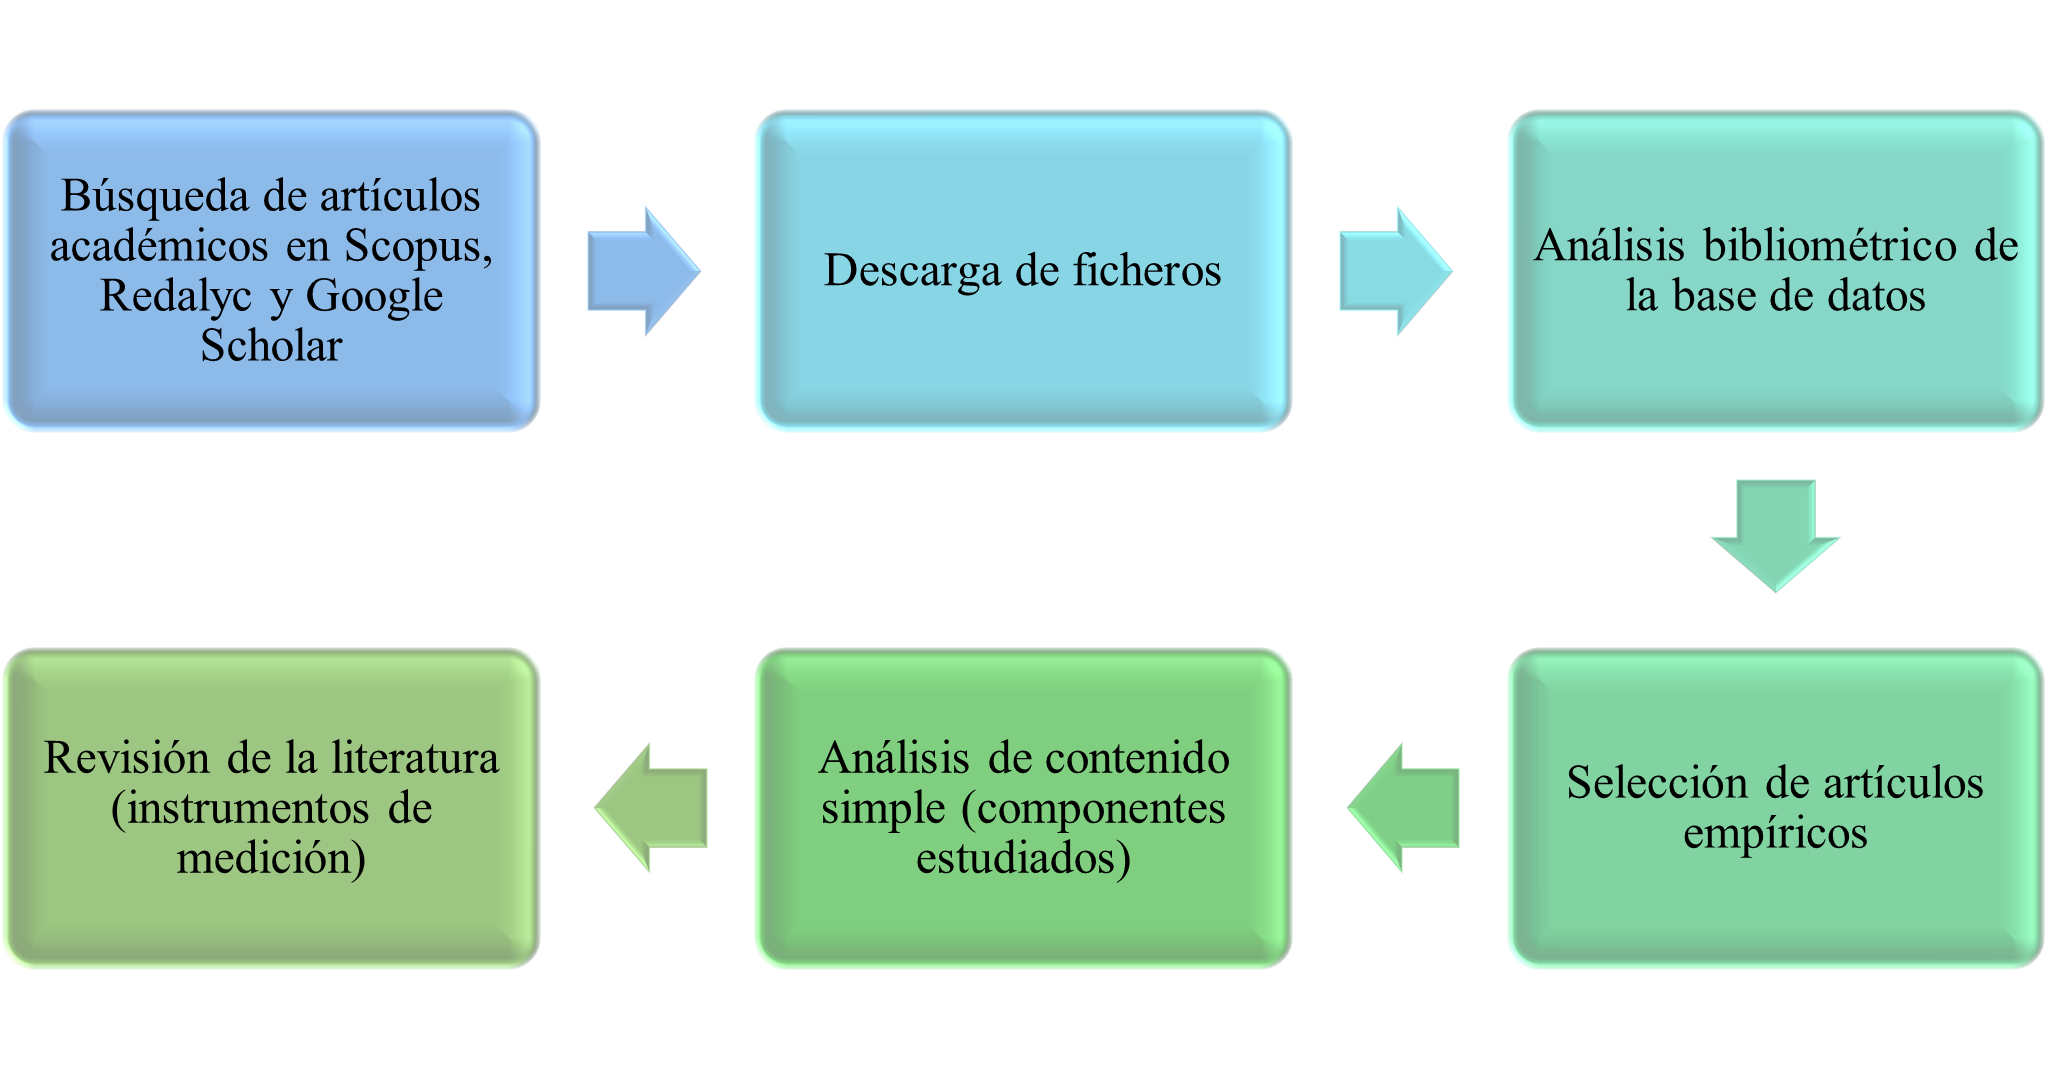 Búsqueda de artículos
académicos en Scopus,
Redalyc y Google
Scholar
Descarga de ficheros
Análisis bibliométrico de
la base de datos
Selección de artículos
empíricos
Análisis de contenido
simple (componentes
estudiados)
Revisión de la literatura
(instrumentos de
medición)